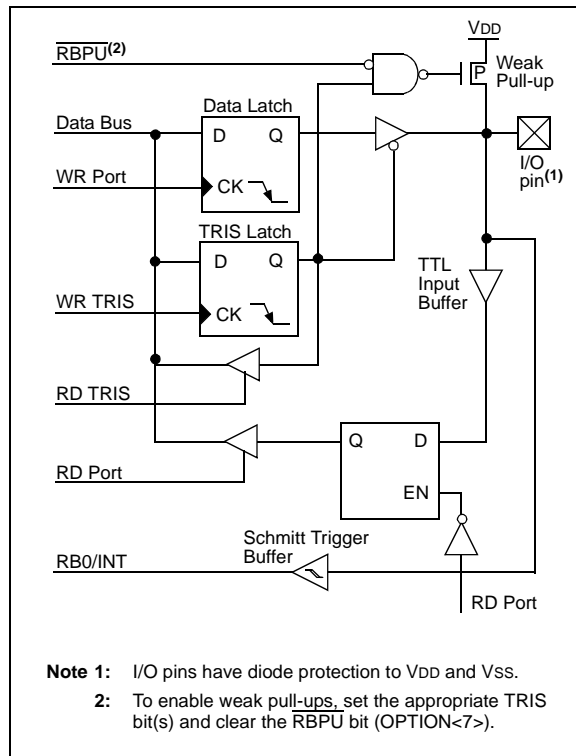 VDD
RBPU(2)
P
Weak
Pull-up
Data Latch
Data Bus
D
Q
I/O
pin(1)
WR Port
CK
TRIS Latch
D
Q
TTL
Input
Buffer
WR TRIS
CK
RD TRIS
Q
D
RD Port
EN
Schmitt Trigger
Buffer
RB0/INT
RD Port
Note 1: I/O pins have diode protection to VDD and VSS.
2: To enable weak pull-ups, set the appropriate TRIS
bit(s) and clear the RBPU bit (OPTION<7>).